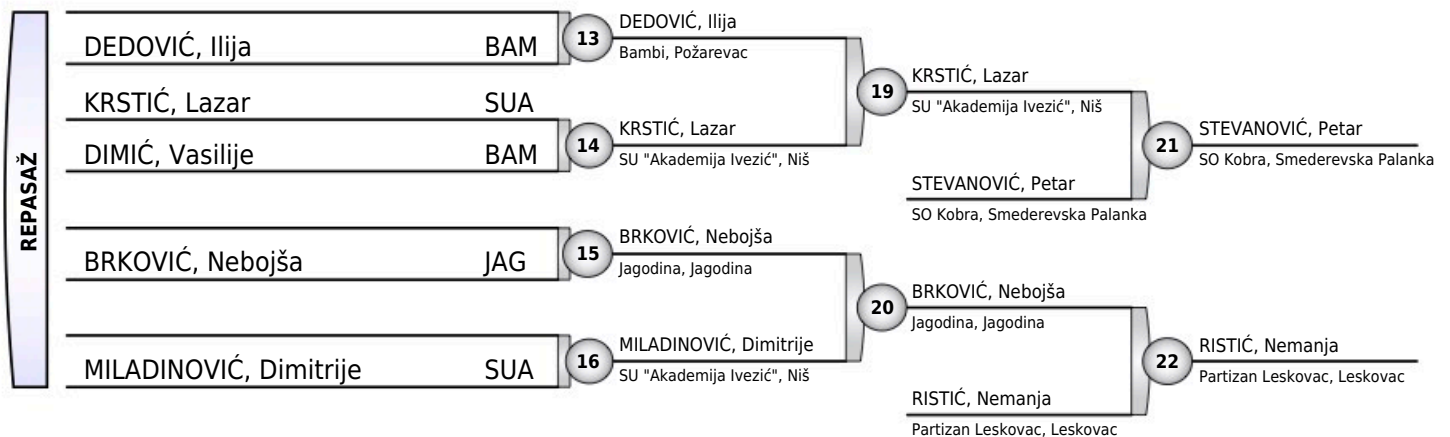 REPASAŽ
DEDOVIĆ, Ilija BAM
KRSTIĆ, Lazar SUA
DIMIĆ, Vasilije BAM
BRKOVIĆ, Nebojša JAG
MILADINOVIĆ, Dimitrije SUA
13
DEDOVIĆ, Ilija
Bambi, Požarevac
14
KRSTIĆ, Lazar
SU "Akademija Ivezić", Niš
15
BRKOVIĆ, Nebojša
Jagodina, Jagodina
16
MILADINOVIĆ, Dimitrije
SU "Akademija Ivezić", Niš
19
KRSTIĆ, Lazar
SU "Akademija Ivezić", Niš
STEVANOVIĆ, Petar
SO Kobra, Smederevska Palanka
20
BRKOVIĆ, Nebojša
Jagodina, Jagodina
RISTIĆ, Nemanja
Partizan Leskovac, Leskovac
21
STEVANOVIĆ, Petar
SO Kobra, Smederevska Palanka
22
RISTIĆ, Nemanja
Partizan Leskovac, Leskovac